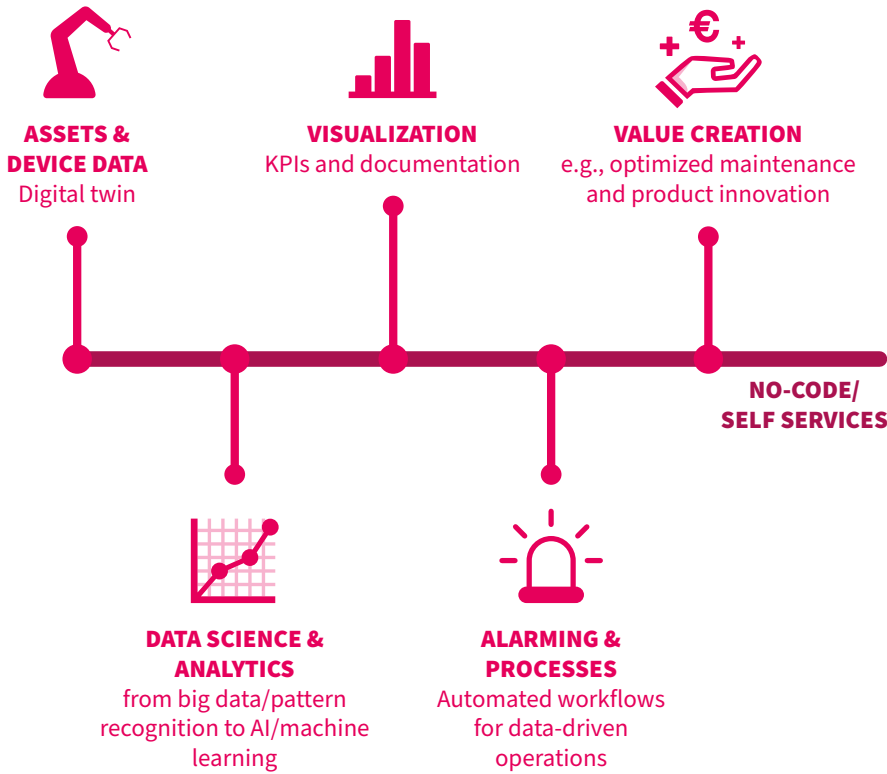 €
ASSETS &
DEVICE DATA
Digital twin
VISUALIZATION
KPIs and documentation
VALUE CREATION
e.g., optimized maintenance
and product innovation
NO-CODE/
SELF SERVICES
DATA SCIENCE &
ANALYTICS
from big data/pattern
recognition to AI/machine
learning
ALARMING &
PROCESSES
Automated workflows
for data-driven
operations